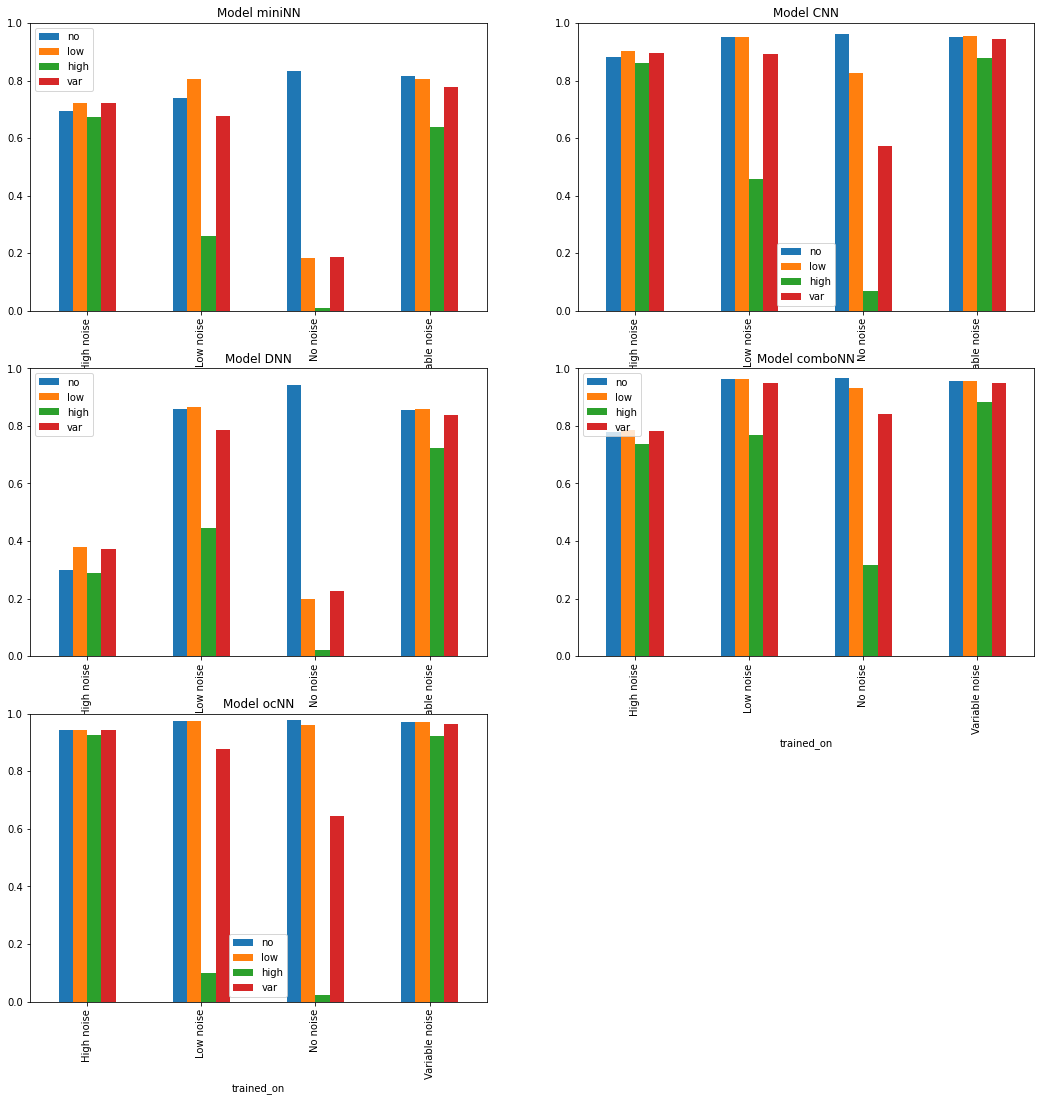 Model miniNN
1.0
0.8
0.6
0.4
0.2
0.0
no
low
high
var
High noise
Low noise
No noise
able noise
Model CNN
1.0
0.8
0.6
0.4
0.2
0.0
no
low
high
var
High noise
Low noise
No noise
able noise
Model DNN
1.0
0.8
0.6
0.4
0.2
0.0
no
low
high
var
High noise
Low noise
No noise
able noise
Model comboNN
1.0
0.8
0.6
0.4
0.2
0.0
no
low
high
var
High noise
Low noise
No noise
Variable noise
trained_on
Model ocNN
1.0
0.8
0.6
0.4
0.2
0.0
no
low
high
var
High noise
Low noise
No noise
Variable noise
trained_on